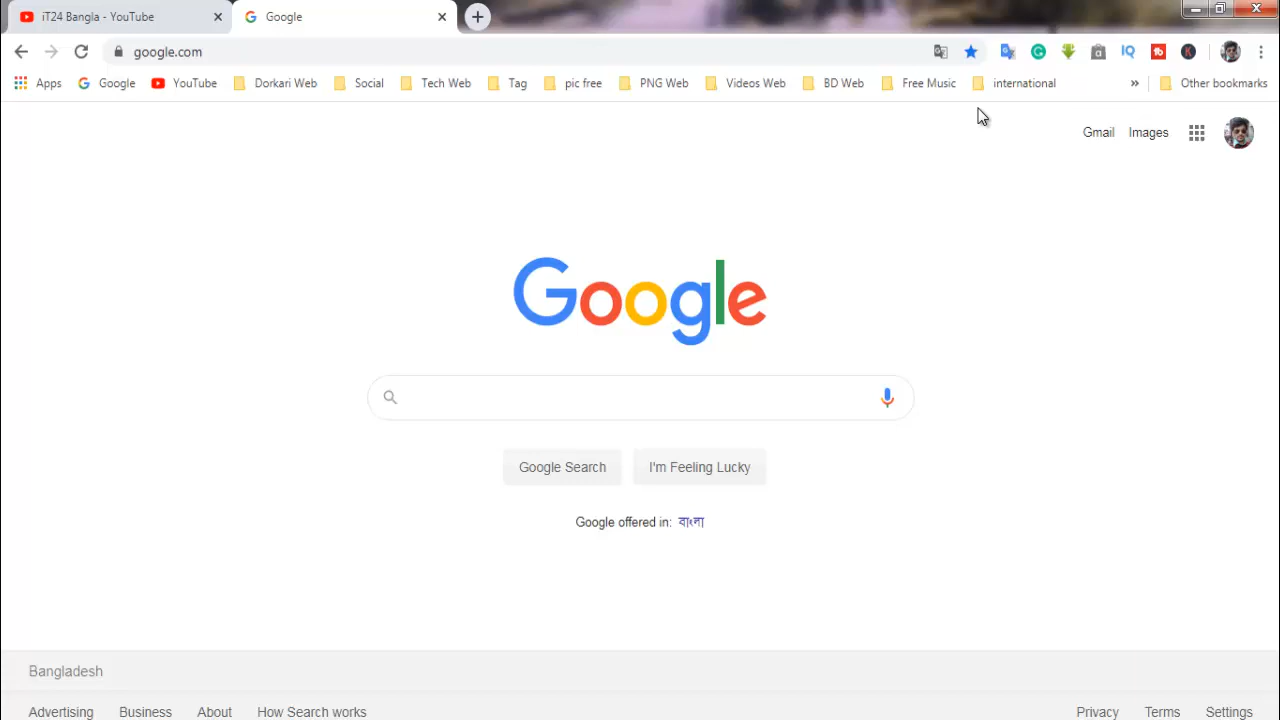 iT24 Bangla - YouTube
Google
google.com
Apps Google YouTube Dorkari Web Social Tech Web Tag pic free PNG Web Videos Web BD Web Free Music international » Other bookmarks
Gmail Images
Google
Google Search I'm Feeling Lucky
Google offered in: বাংলা
Bangladesh
Advertising Business About How Search works Privacy Terms Settings